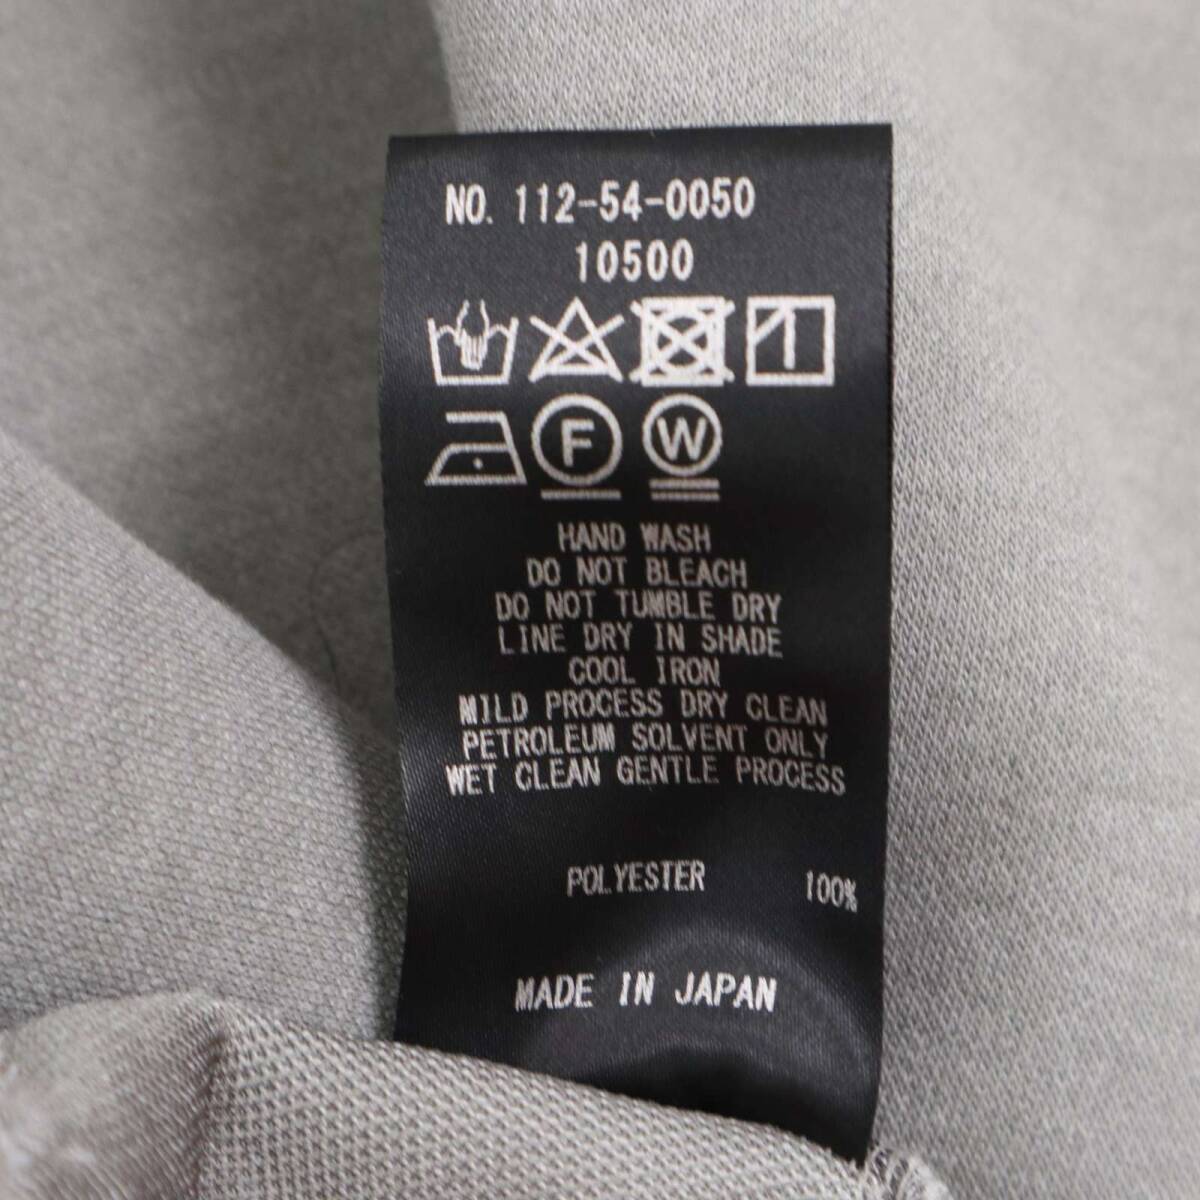 NO. 112-54-0050
10500
F W
HAND WASH
DO NOT BLEACH
DO NOT TUMBLE DRY
LINE DRY IN SHADE
COOL IRON
MILD PROCESS DRY CLEAN
PETROLEUM SOLVENT ONLY
WET CLEAN GENTLE PROCESS
POLYESTER 100%
MADE IN JAPAN